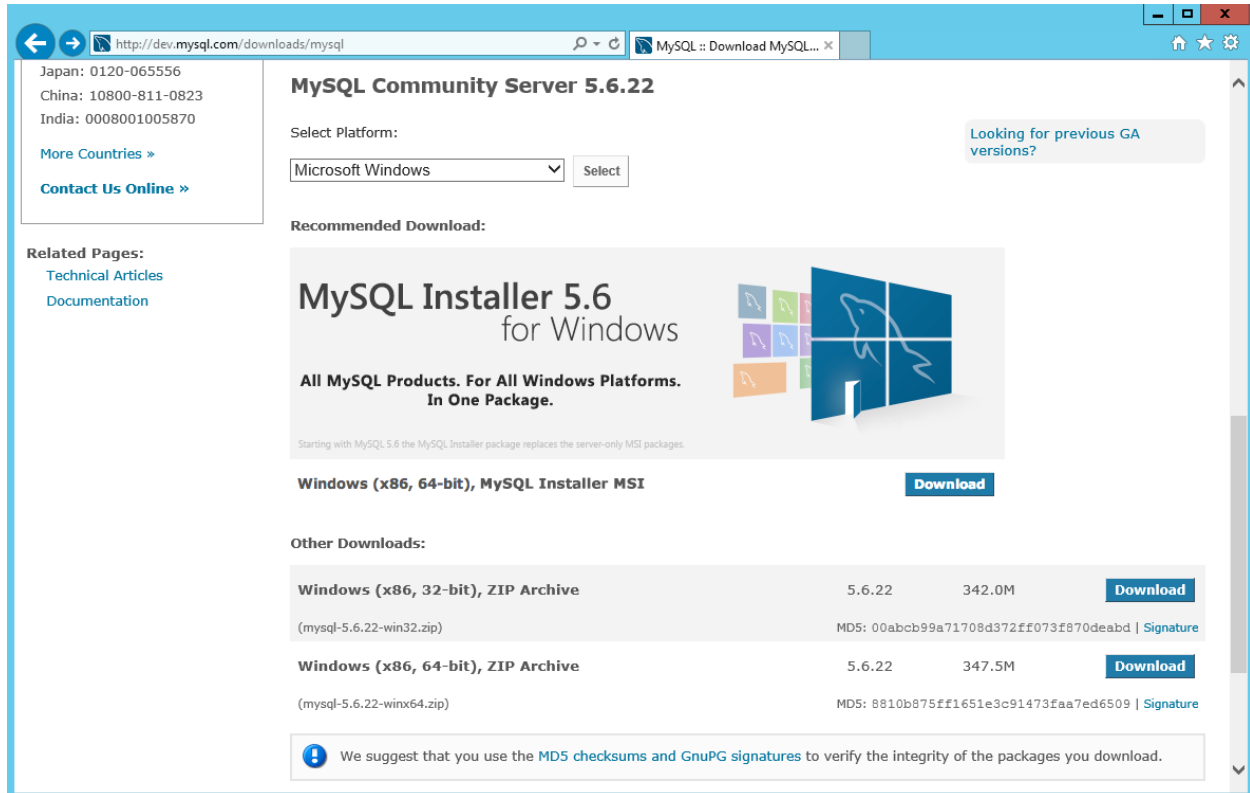 http://dev.mysql.com/downloads/mysql
MySQL :: Download MySQL...
Japan: 0120-065556
China: 10800-811-0823
India: 0008001005870
More Countries »
Contact Us Online »
Related Pages:
Technical Articles
Documentation
MySQL Community Server 5.6.22
Select Platform:
Looking for previous GA
versions?
Microsoft Windows
Select
Recommended Download:
MySQL Installer 5.6
for Windows
All MySQL Products. For All Windows Platforms.
In One Package.
Starting with MySQL 5.6 the MySQL Installer package replaces the server-only MSI packages.
Windows (x86, 64-bit), MySQL Installer MSI Download
Other Downloads:
Windows (x86, 32-bit), ZIP Archive 5.6.22 342.0M Download
(mysql-5.6.22-win32.zip) MD5: 00abcb99a71708d372ff073f870deabd | Signature
Windows (x86, 64-bit), ZIP Archive 5.6.22 347.5M Download
(mysql-5.6.22-winx64.zip) MD5: 8810b875ff1651e3c91473faa7ed6509 | Signature
We suggest that you use the MD5 checksums and GnuPG signatures to verify the integrity of the packages you download.